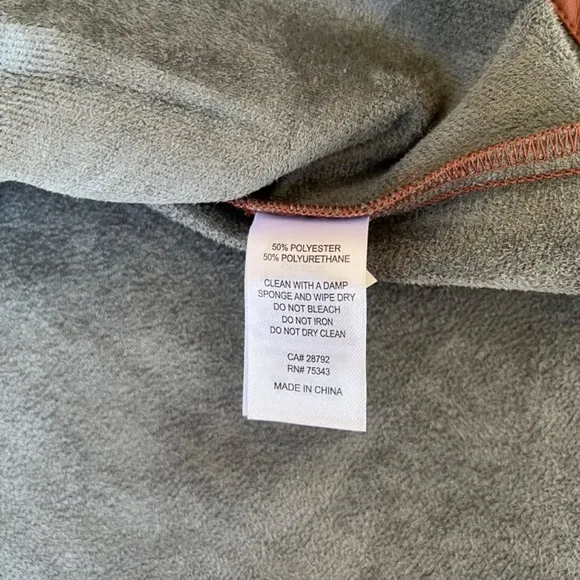 50% POLYESTER
50% POLYURETHANE
CLEAN WITH A DAMP
SPONGE AND WIPE DRY
DO NOT BLEACH
DO NOT IRON
DO NOT DRY CLEAN
CA# 28792
RN# 75343
MADE IN CHINA